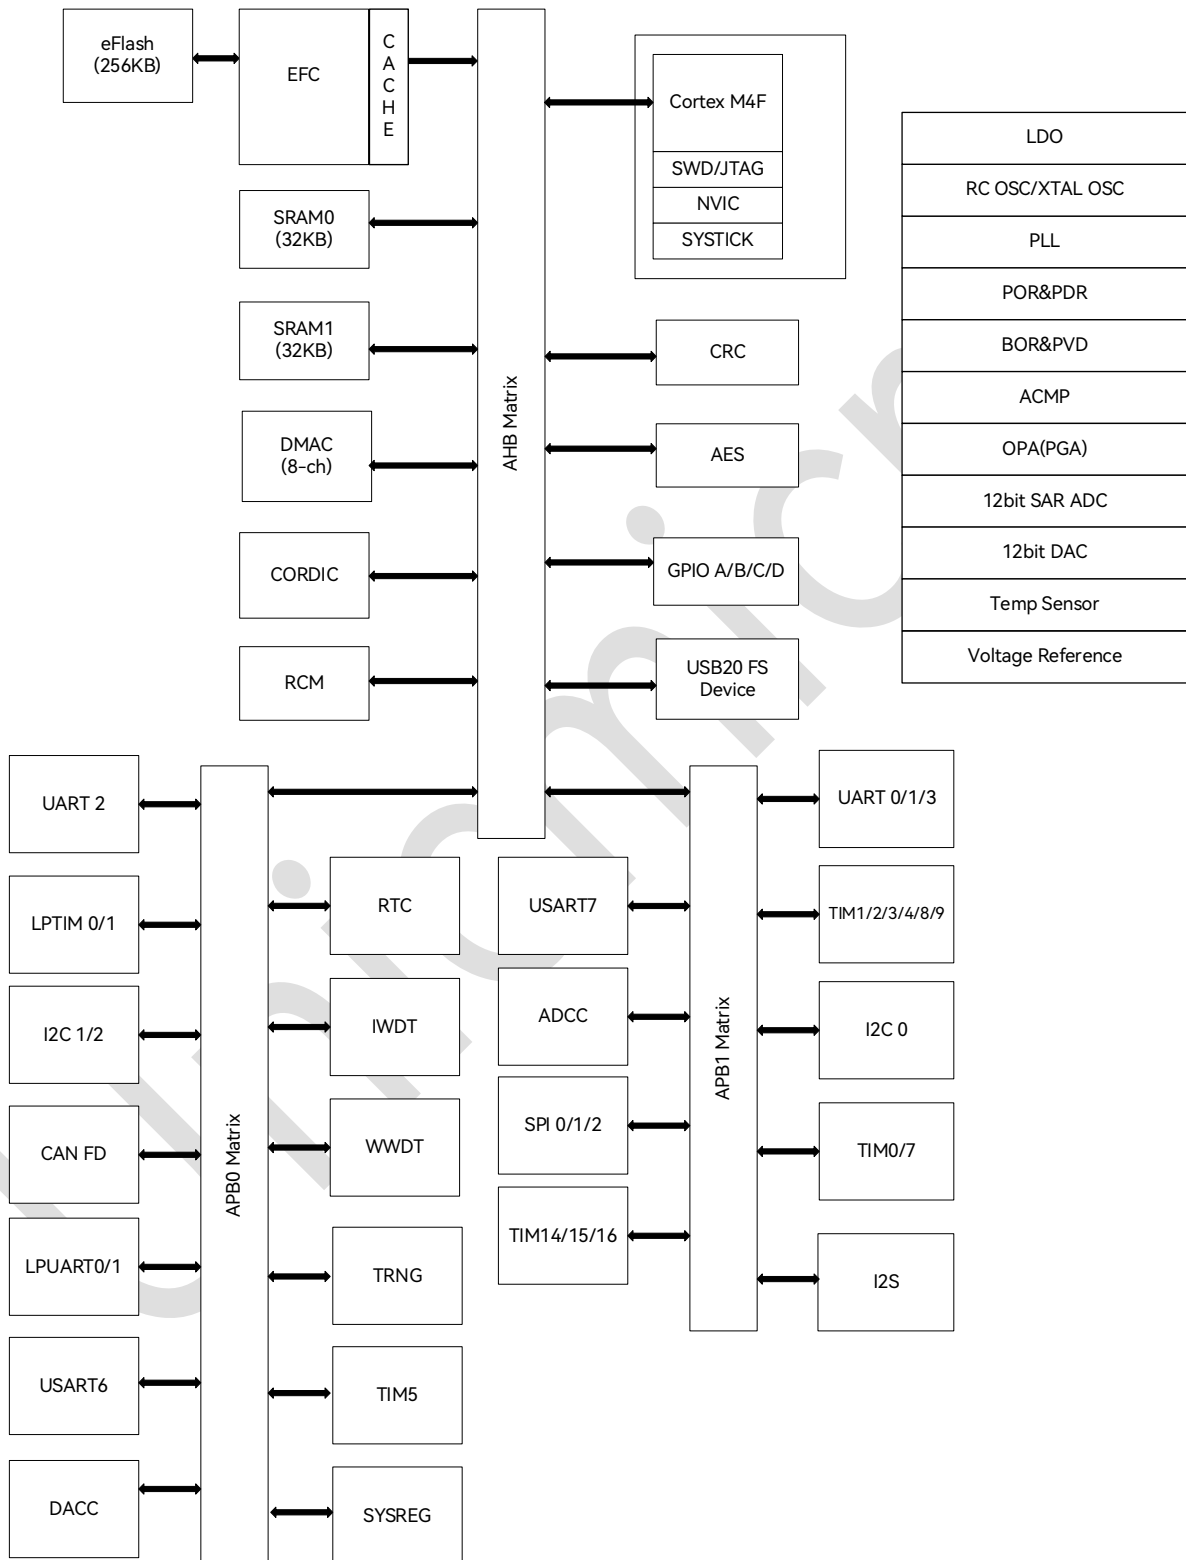 eFlash
(256KB)
EFC
C
A
C
H
E
AHB Matrix
Cortex M4F
SWD/JTAG
NVIC
SYSTICK
LDO
RC OSC/XTAL OSC
PLL
POR&PDR
BOR&PVD
ACMP
OPA(PGA)
12bit SAR ADC
12bit DAC
Temp Sensor
Voltage Reference
SRAM0
(32KB)
SRAM1
(32KB)
DMAC
(8-ch)
CORDIC
RCM
CRC
AES
GPIO A/B/C/D
USB20 FS
Device
UART 2
LPTIM 0/1
I2C 1/2
CAN FD
LPUART0/1
USART6
DACC
APB0 Matrix
RTC
IWDT
WWDT
TRNG
TIM5
SYSREG
USART7
ADCC
SPI 0/1/2
TIM14/15/16
APB1 Matrix
UART 0/1/3
TIM1/2/3/4/8/9
I2C 0
TIM0/7
I2S
Unicmicr